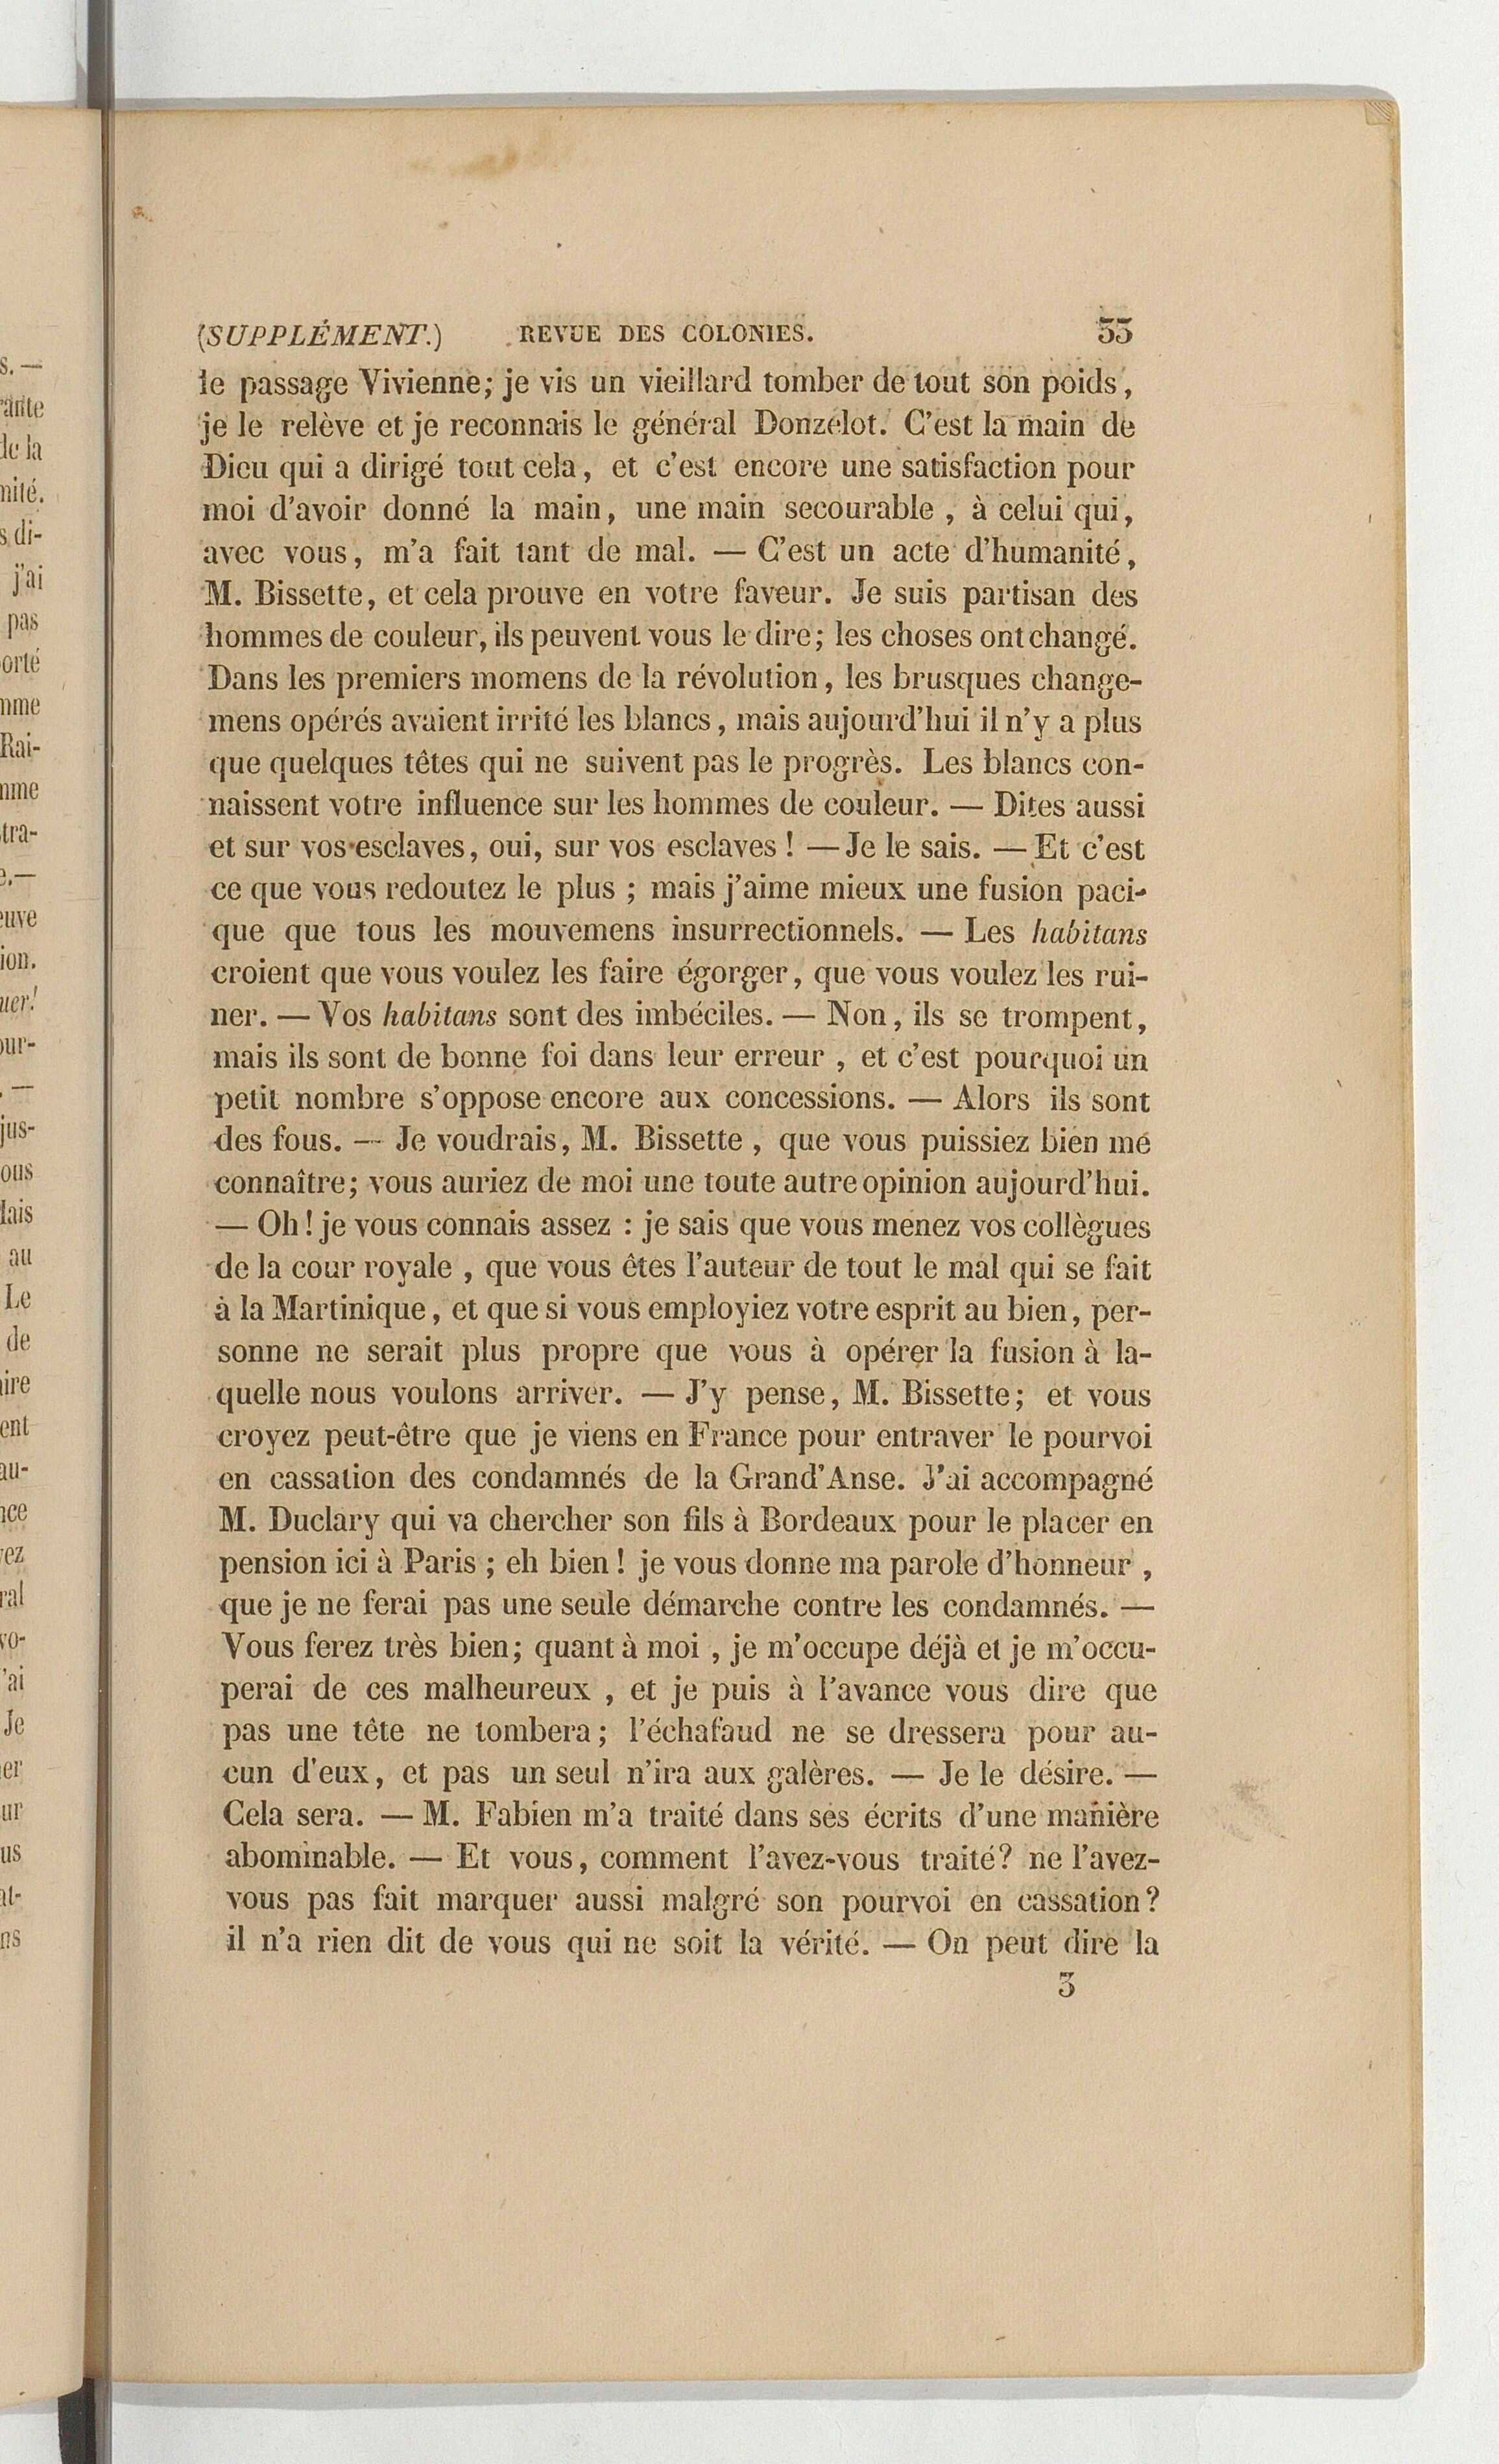 (SUPPLÉMENT.) REVUE DES COLONIES. 33
le passage Vivienne; je vis un vieillard tomber de tout son poids,
je le relève et je reconnais le général Donzelot. C'est la main de
Dieu qui a dirigé tout cela, et c'est encore une satisfaction pour
moi d'avoir donné la main, une main secourable, à celui qui,
avec vous, m'a fait tant de mal. — C'est un acte d'humanité,
M. Bissette, et cela prouve en votre faveur. Je suis partisan des
hommes de couleur, ils peuvent vous le dire; les choses ont changé.
Dans les premiers momens de la révolution, les brusques change-
mens opérés avaient irrité les blancs, mais aujourd'hui il n'y a plus
que quelques têtes qui ne suivent pas le progrès. Les blancs con-
naissent votre influence sur les hommes de couleur. — Dites aussi
et sur vos esclaves, oui, sur vos esclaves ! — Je le sais. — Et c'est
ce que vous redoutez le plus ; mais j'aime mieux une fusion paci-
que que tous les mouvemens insurrectionnels. — Les habitans
croient que vous voulez les faire égorger, que vous voulez les rui-
ner. — Vos habitans sont des imbéciles. — Non, ils se trompent,
mais ils sont de bonne foi dans leur erreur, et c'est pourquoi un
petit nombre s'oppose encore aux concessions. — Alors ils sont
des fous. — Je voudrais, M. Bissette, que vous puissiez bien me
connaître; vous auriez de moi une toute autre opinion aujourd'hui.
— Oh! je vous connais assez : je sais que vous menez vos collègues
de la cour royale, que vous êtes l'auteur de tout le mal qui se fait
à la Martinique, et que si vous employiez votre esprit au bien, per-
sonne ne serait plus propre que vous à opérer la fusion à la-
quelle nous voulons arriver. — J'y pense, M. Bissette; et vous
croyez peut-être que je viens en France pour entraver le pourvoi
en cassation des condamnés de la Grand'Anse. J'ai accompagné
M. Duclary qui va chercher son fils à Bordeaux pour le placer en
pension ici à Paris ; eh bien ! je vous donne ma parole d'honneur,
que je ne ferai pas une seule démarche contre les condamnés. —
Vous ferez très bien; quant à moi, je m'occupe déjà et je m'occu-
perai de ces malheureux, et je puis à l'avance vous dire que
pas une tête ne tombera; l'échafaud ne se dressera pour au-
cun d'eux, et pas un seul n'ira aux galères. — Je le désire. —
Cela sera. — M. Fabien m'a traité dans ses écrits d'une manière
abominable. — Et vous, comment l'avez-vous traité? ne l'avez-
vous pas fait marquer aussi malgré son pourvoi en cassation?
il n'a rien dit de vous qui ne soit la vérité. — On peut dire la
3